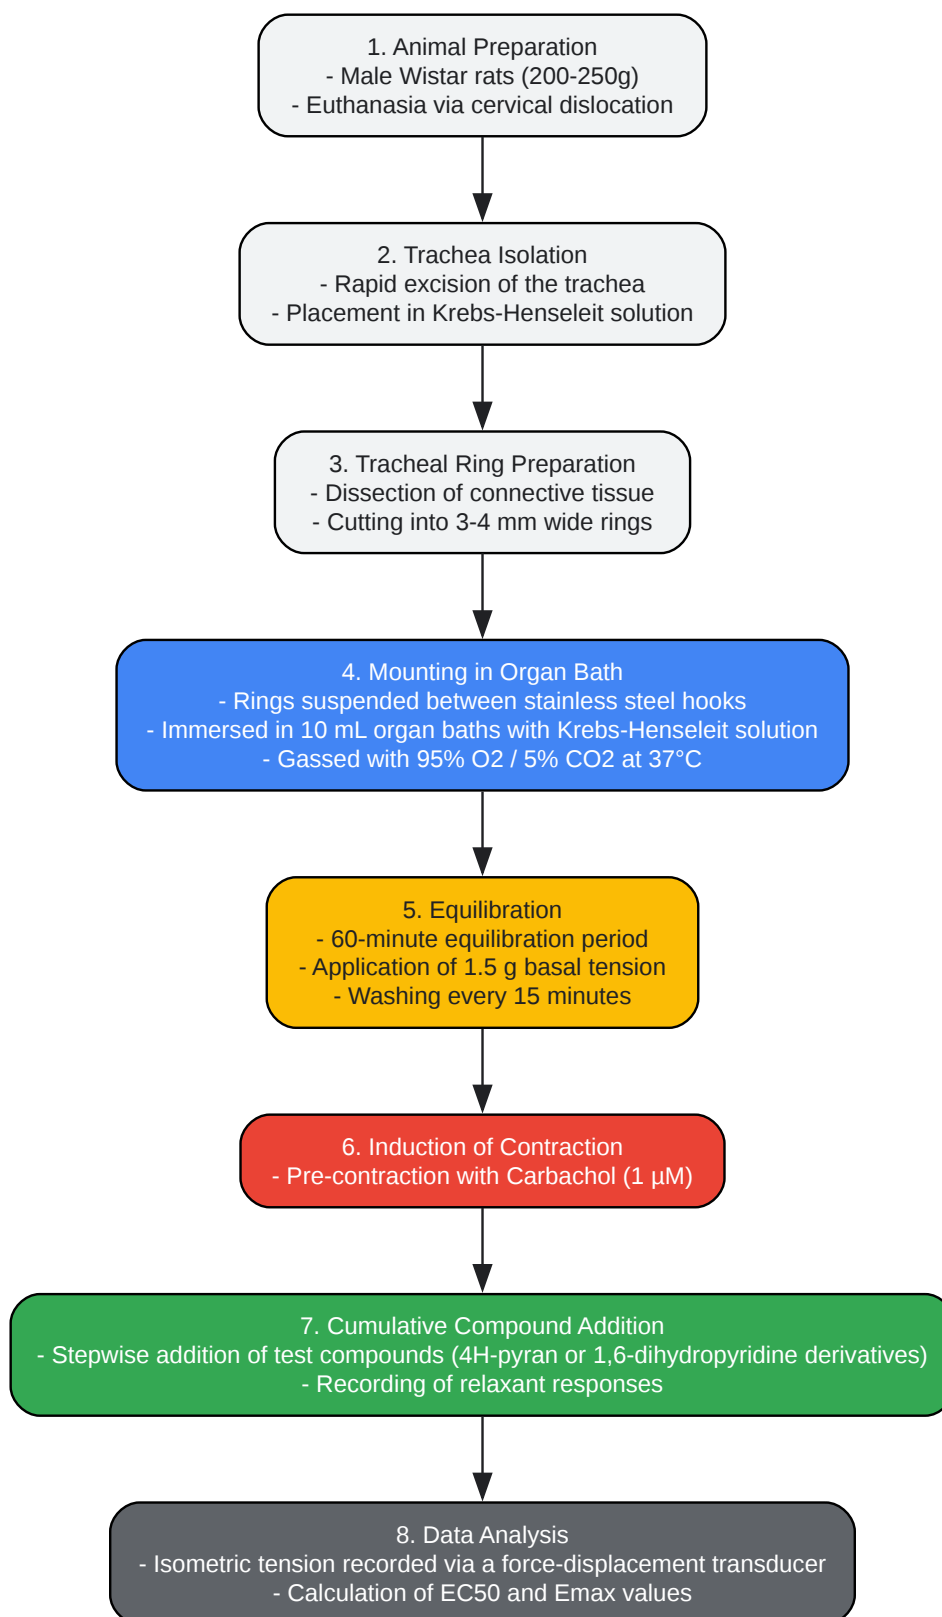 1. Animal Preparation
- Male Wistar rats (200-250g)
- Euthanasia via cervical dislocation
2. Trachea Isolation
- Rapid excision of the trachea
- Placement in Krebs-Henseleit solution
3. Tracheal Ring Preparation
- Dissection of connective tissue
- Cutting into 3-4 mm wide rings
4. Mounting in Organ Bath
- Rings suspended between stainless steel hooks
- Immersed in 10 mL organ baths with Krebs-Henseleit solution
- Gassed with 95% O2 / 5% CO2 at 37°C
5. Equilibration
- 60-minute equilibration period
- Application of 1.5 g basal tension
- Washing every 15 minutes
6. Induction of Contraction
- Pre-contraction with Carbachol (1 µM)
7. Cumulative Compound Addition
- Stepwise addition of test compounds (4H-pyran or 1,6-dihydropyridine derivatives)
- Recording of relaxant responses
8. Data Analysis
- Isometric tension recorded via a force-displacement transducer
- Calculation of EC50 and Emax values